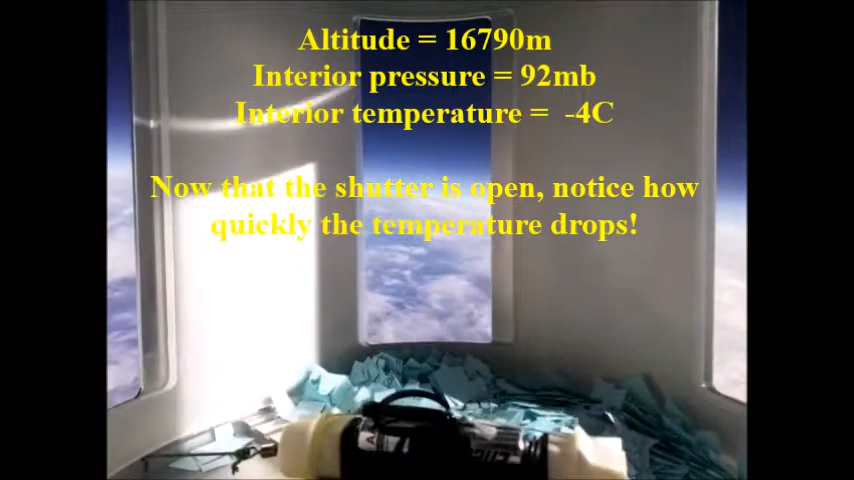 Altitude = 16790m
Interior pressure = 92mb
Interior temperature = -4C
Now that the shutter is open, notice how
quickly the temperature drops!